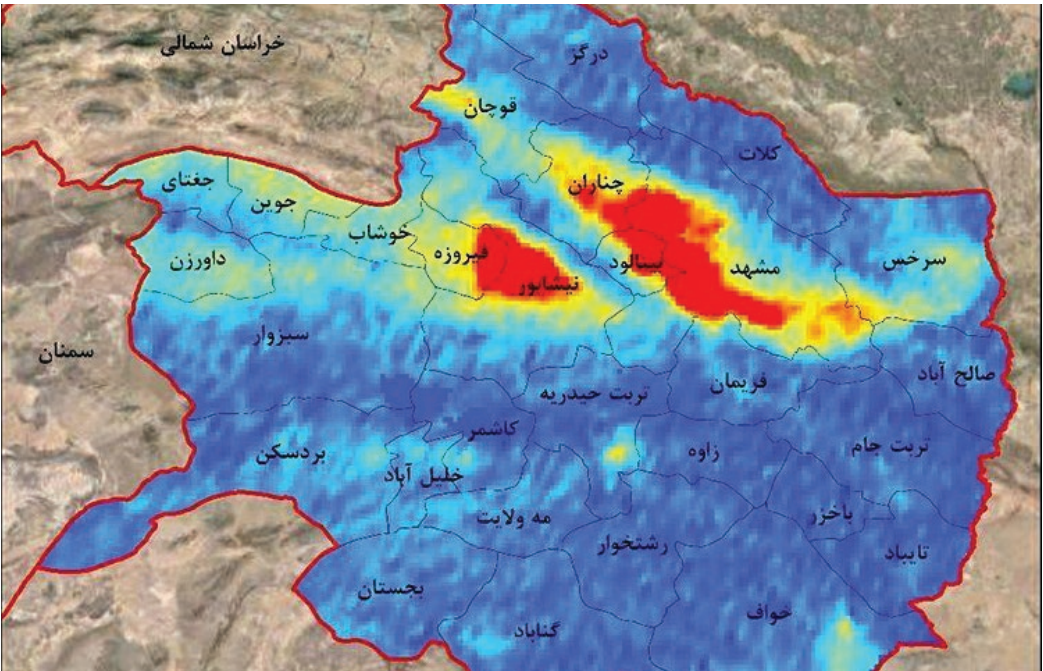 خراسان شمالی
درگز
قوچان
کلات
چناران
جغتای
جوین
خوشاب
فیروزه
نیشابور
بینالود
مشهد
سرخس
داورزن
سبزوار
سمنان
صالح آباد
فریمان
تربت حیدریه
کاشمر
بردسکن
خلیل آباد
زاوه
تربت جام
مه ولایت
باخزر
رشتخوار
تایباد
بجستان
گناباد
خواف